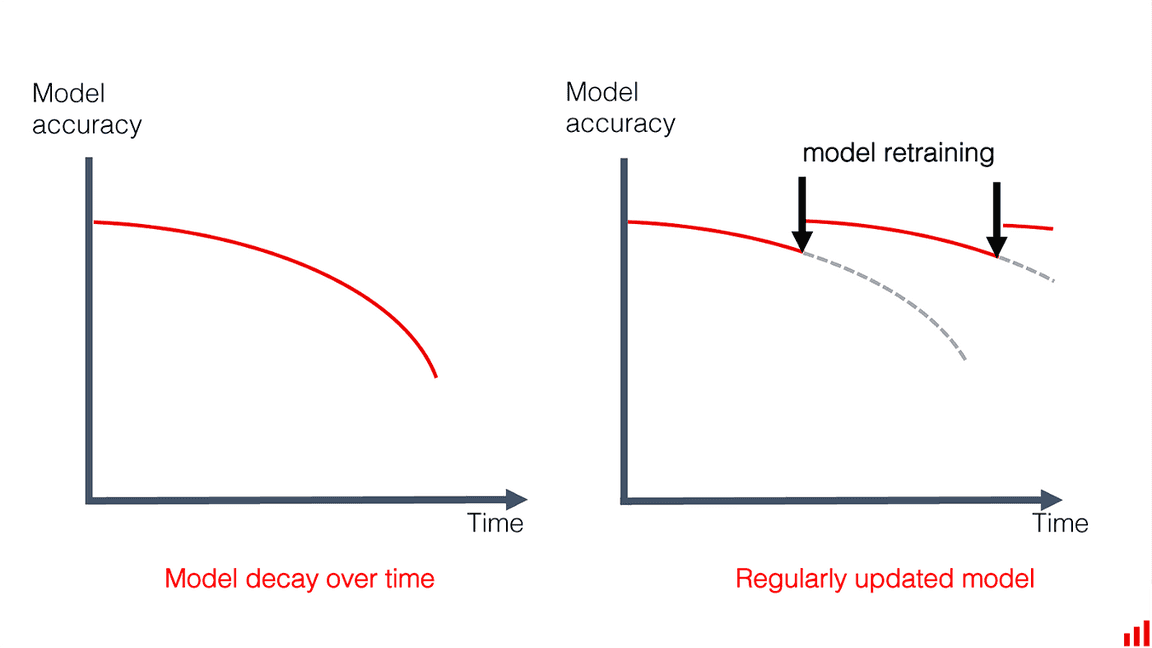 Model
accuracy
Time
Model decay over time
Model
accuracy
model retraining
Time
Regularly updated model